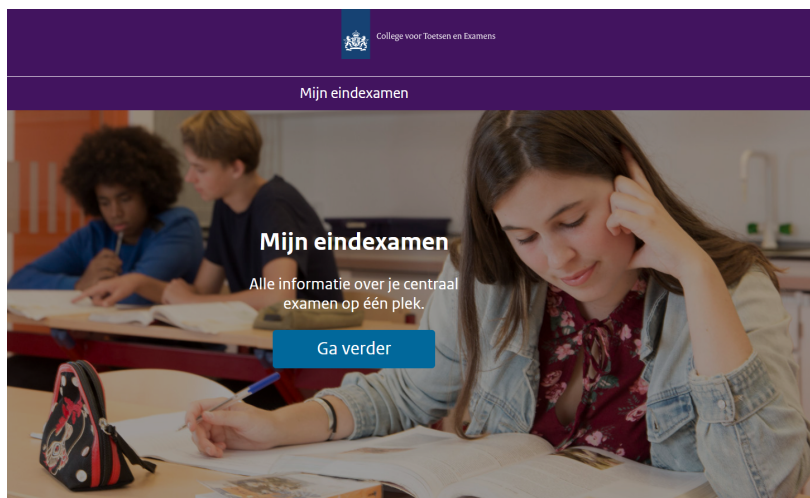 College voor Toetsen en Examens
Mijn eindexamen
Mijn eindexamen
Alle informatie over je centraal
examen op één plek.
Ga verder